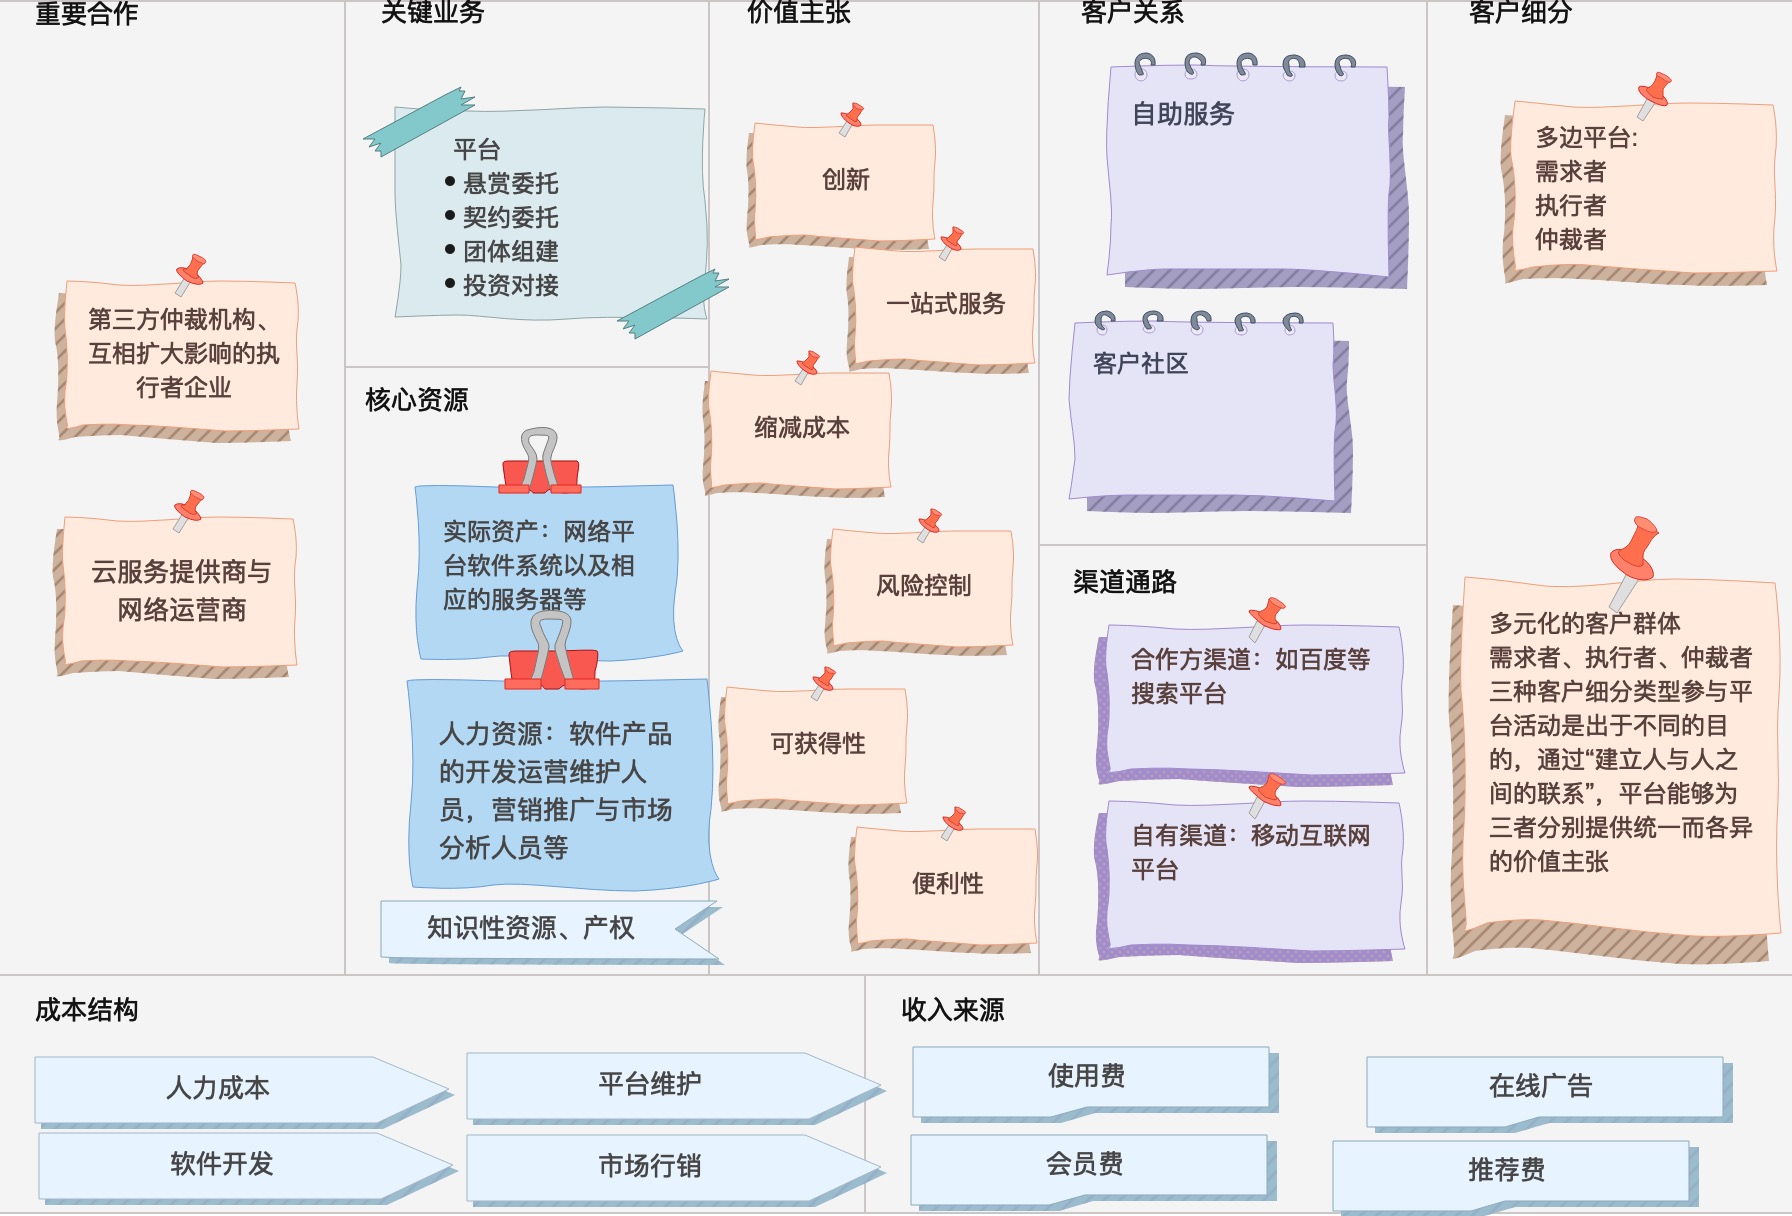 重要合作
第三方仲裁机构、
互相扩大影响的执
行者企业
云服务提供商与
网络运营商
关键业务
平台
• 悬赏委托
• 契约委托
• 团体组建
• 投资对接
核心资源
实际资产：网络平
台软件系统以及相
应的服务器等
人力资源：软件产品
的开发运营维护人
员，营销推广与市场
分析人员等
知识性资源、产权
价值主张
创新
一站式服务
缩减成本
风险控制
可获得性
便利性
客户关系
自助服务
客户社区
渠道通路
合作方渠道：如百度等
搜索平台
自有渠道：移动互联网
平台
客户细分
多边平台:
需求者
执行者
仲裁者
多元化的客户群体
需求者、执行者、仲裁者
三种客户细分类型参与平
台活动是出于不同的目
的，通过“建立人与人之
间的联系”，平台能够为
三者分别提供统一而各异
的价值主张
成本结构
人力成本
平台维护
软件开发
市场行销
收入来源
使用费
在线广告
会员费
推荐费